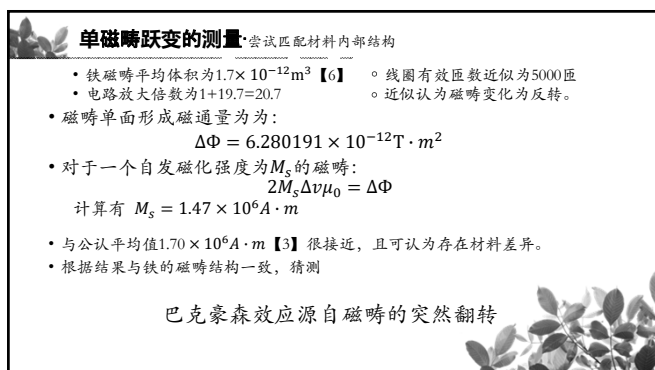 单磁畴跃变的测量·尝试匹配材料内部结构
• 铁磁畴平均体积为1.7× 10⁻¹²m³【6】
◦ 线圈有效匝数近似为5000匝
• 电路放大倍数为1+19.7=20.7
◦ 近似认为磁畴变化为反转。
• 磁畴单面形成磁通量为为:
ΔΦ = 6.280191 × 10⁻¹²T · m²
• 对于一个自发磁化强度为Mₛ的磁畴:
2MₛΔvμ₀ = ΔΦ
计算有 Mₛ = 1.47 × 10⁶A · m
• 与公认平均值1.70 × 10⁶A · m【3】很接近，且可认为存在材料差异。
• 根据结果与铁的磁畴结构一致，猜测
巴克豪森效应源自磁畴的突然翻转